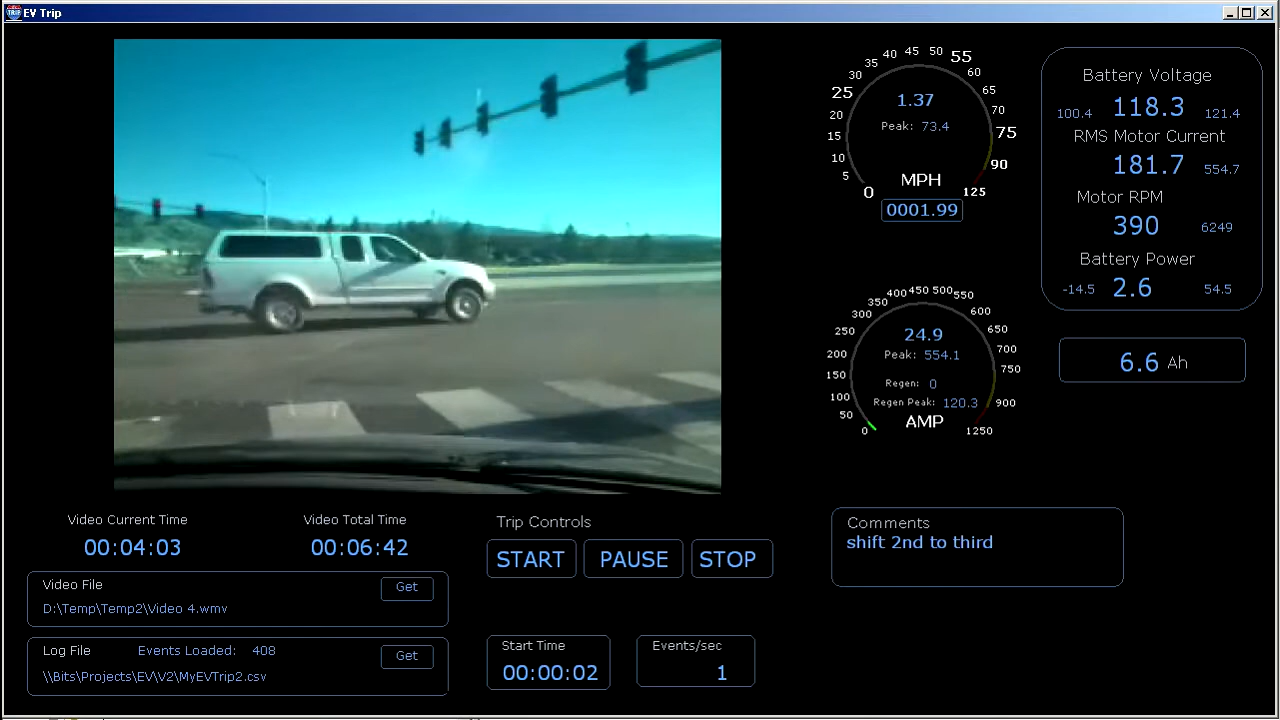 EV Trip
0 5 10 15 20 25 30 35 40 45 50 55 60 65 70 75 90 125
1.37
Peak: 73.4
MPH
0001.99
Battery Voltage
100.4 118.3 121.4
RMS Motor Current
181.7 554.7
Motor RPM
390 6249
Battery Power
-14.5 2.6 54.5
0 50 100 150 200 250 300 350 400 450 500 550 600 650 700 750 900 1250
24.9
Peak: 554.1
Regen: 0
Regen Peak: 120.3
AMP
6.6 Ah
Video Current Time
00:04:03
Video Total Time
00:06:42
Trip Controls
START PAUSE STOP
Comments
shift 2nd to third
Video File Get
D:\Temp\Temp2\Video 4.wmv
Log File Events Loaded: 408 Get
\\Bits\Projects\EV\V2\MyEVTrip2.csv
Start Time
00:00:02
Events/sec
1